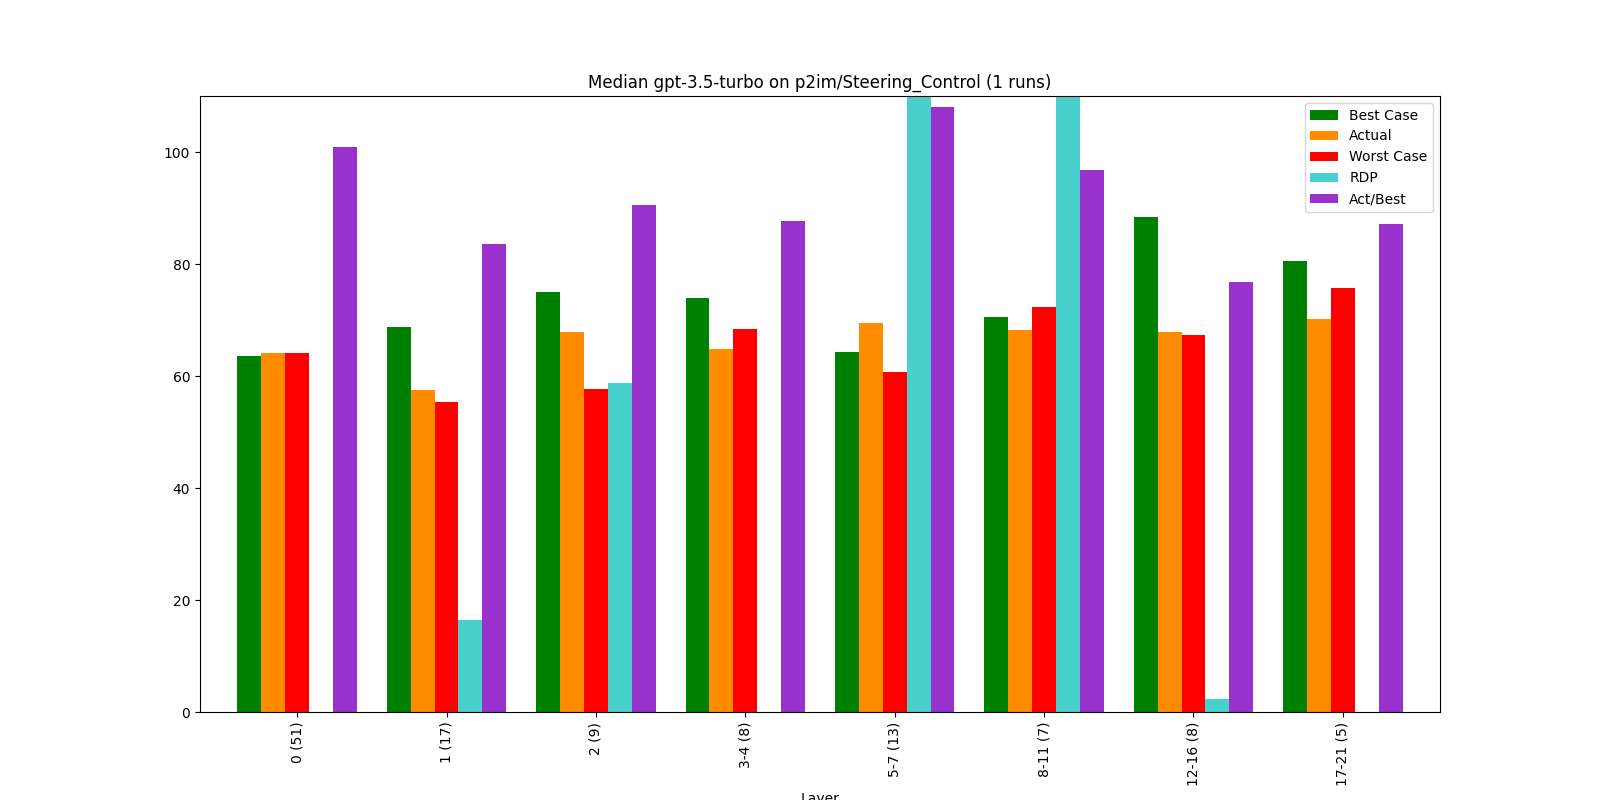 Median gpt-3.5-turbo on p2im/Steering_Control (1 runs)
100
80
60
40
20
0
Best Case
Actual
Worst Case
RDP
Act/Best
0 (51)
1 (17)
2 (9)
3-4 (8)
5-7 (13)
8-11 (7)
12-16 (8)
17-21 (5)
Layer